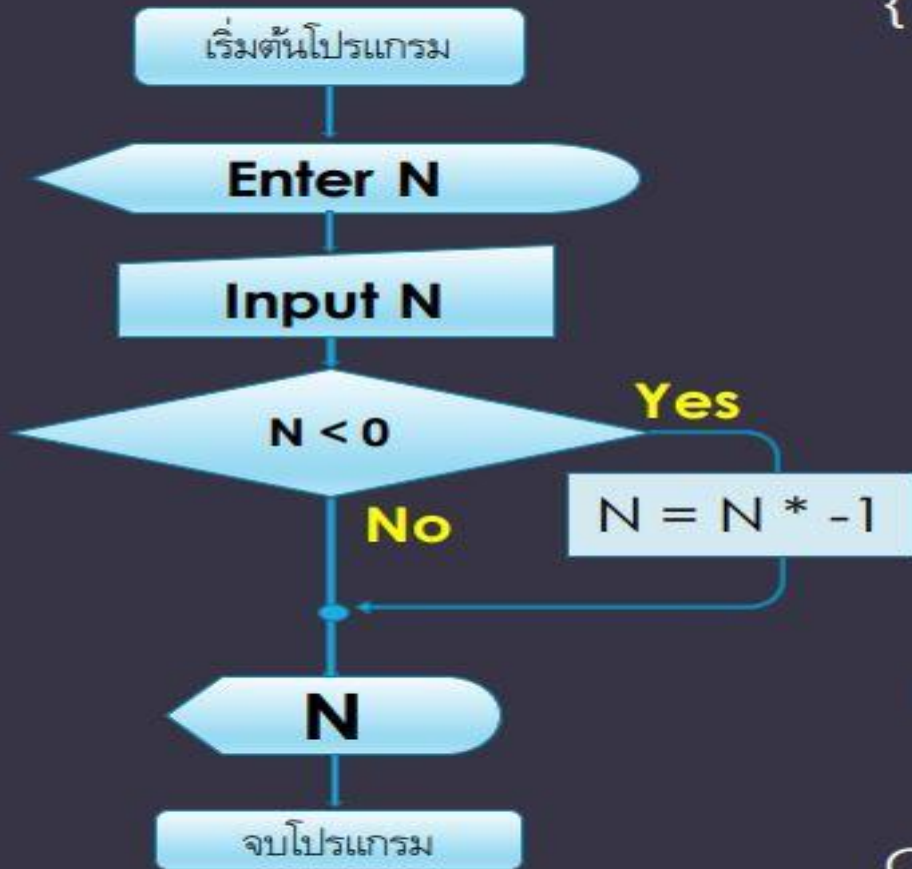 {
เริ่มต้นโปรแกรม
Enter N
Input N
N < 0
Yes
No
N = N * -1
N
จบโปรแกรม